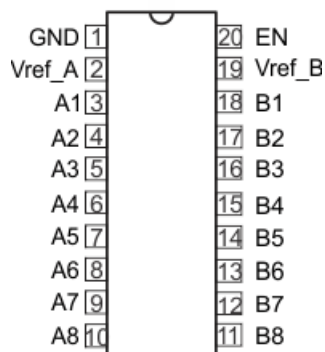 GND 1 20 EN
Vref_A 2 19 Vref_B
A1 3 18 B1
A2 4 17 B2
A3 5 16 B3
A4 6 15 B4
A5 7 14 B5
A6 8 13 B6
A7 9 12 B7
A8 10 11 B8